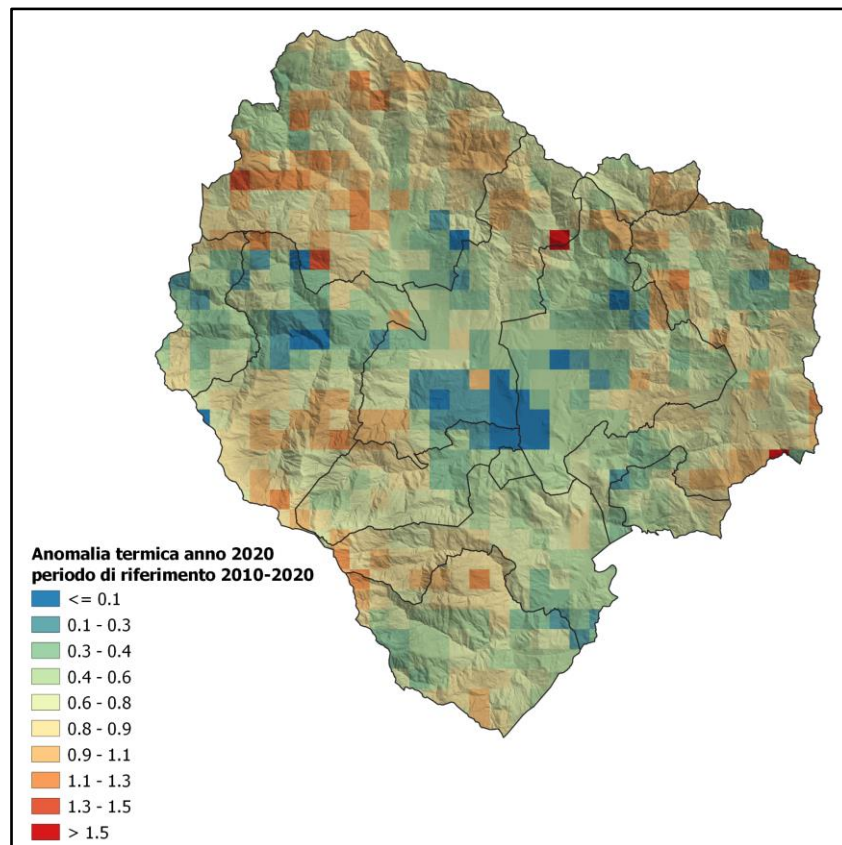 Anomalia termica anno 2020
periodo di riferimento 2010-2020
<= 0.1
0.1 - 0.3
0.3 - 0.4
0.4 - 0.6
0.6 - 0.8
0.8 - 0.9
0.9 - 1.1
1.1 - 1.3
1.3 - 1.5
> 1.5